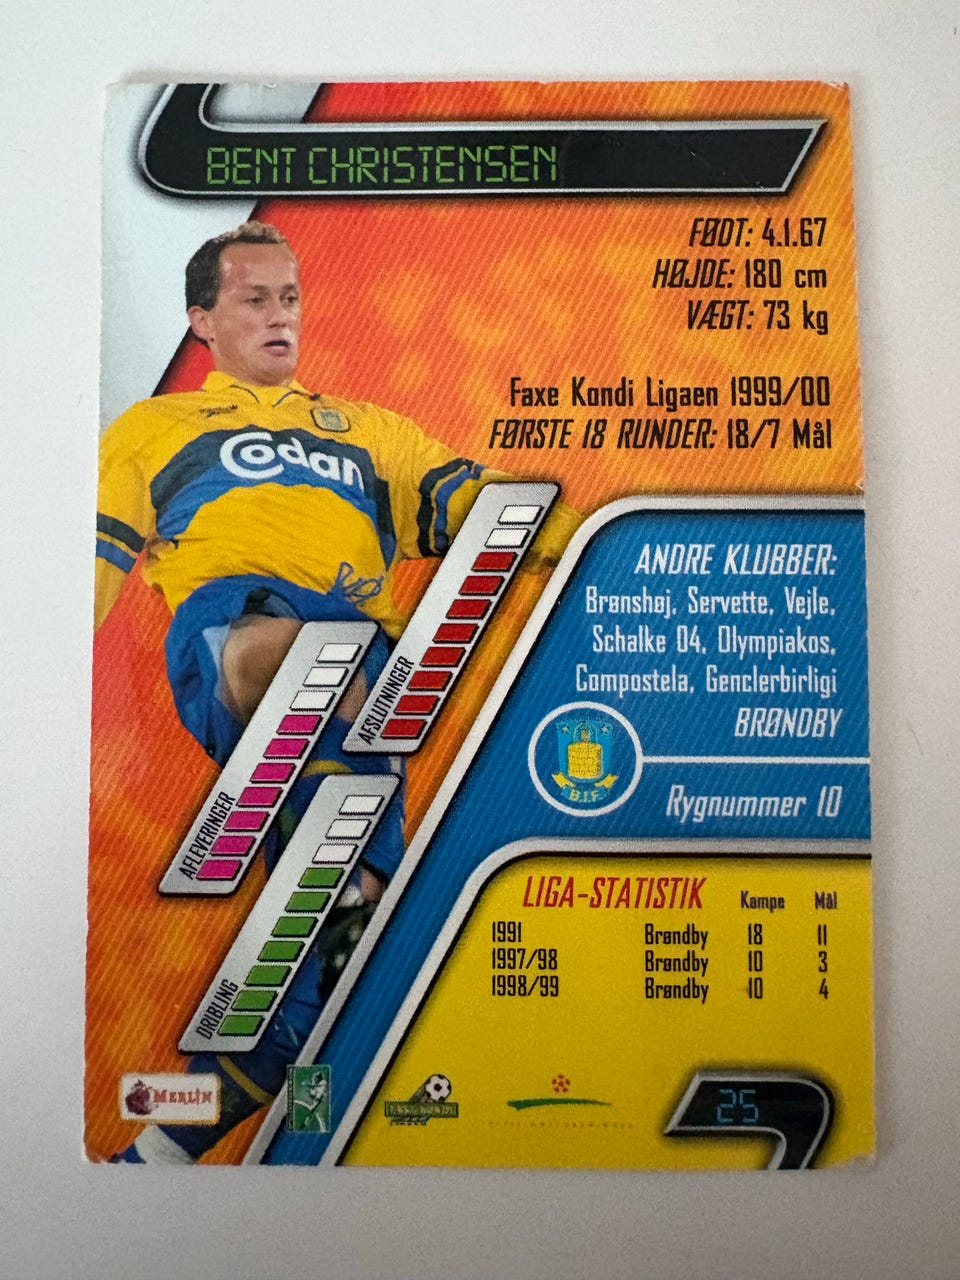 BENT CHRISTENSEN
FØDT: 4.1.67
HØJDE: 180 cm
VÆGT: 73 kg
Faxe Kondi Ligaen 1999/00
FØRSTE 18 RUNDER: 18/7 Mål
Codan
ANDRE KLUBBER:
Brønshøj, Servette, Vejle,
Schalke 04, Olympiakos,
Compostela, Genclerbirligi
BRØNDBY
B.I.F.
Rygnummer 10
AFSLUTNINGER
AFLEVERINGER
DRIBLING
LIGA-STATISTIK Kampe Mål
1991 Brøndby 18 11
1997/98 Brøndby 10 3
1998/99 Brøndby 10 4
MERLIN
25